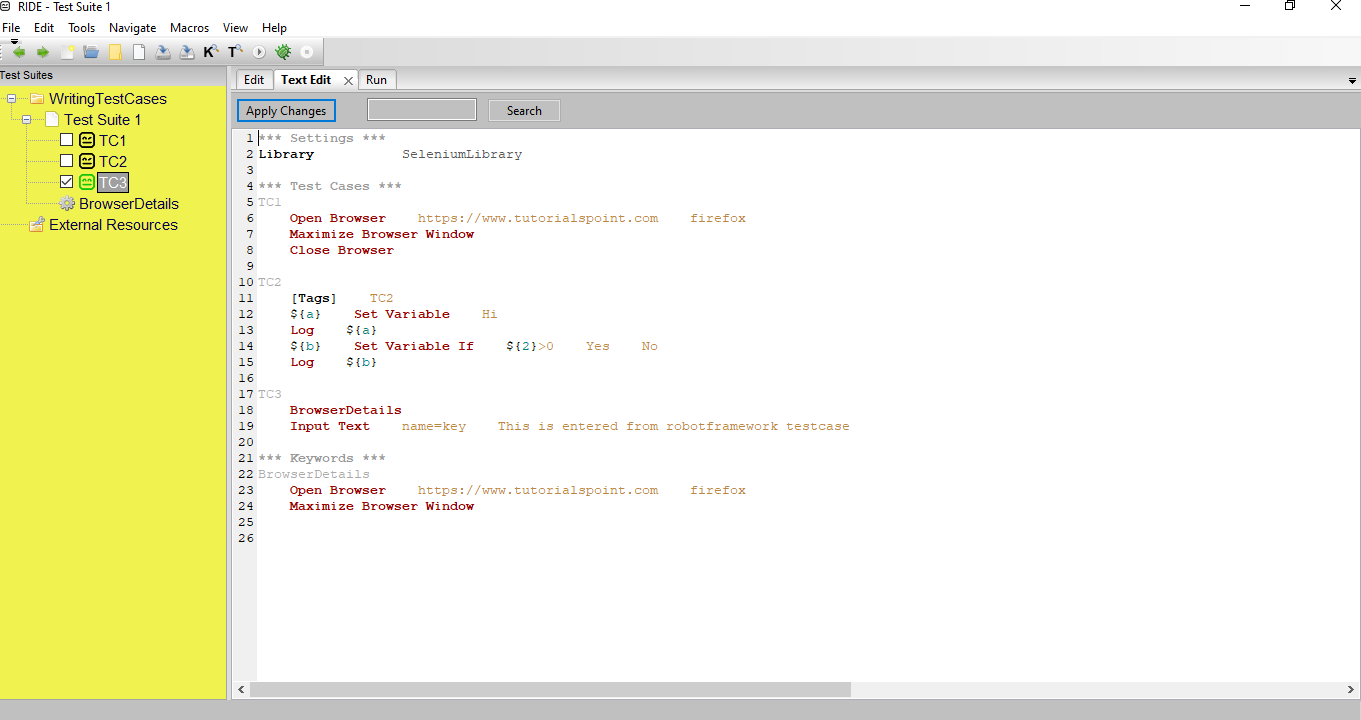 RIDE - Test Suite 1
File Edit Tools Navigate Macros View Help
K T
Test Suites
WritingTestCases
Test Suite 1
TC1
TC2
TC3
BrowserDetails
External Resources
Edit Text Edit Run
Apply Changes Search
1 *** Settings ***
2 Library SeleniumLibrary
3
4 *** Test Cases ***
5 TC1
6 Open Browser https://www.tutorialspoint.com firefox
7 Maximize Browser Window
8 Close Browser
9
10 TC2
11 [Tags] TC2
12 ${a} Set Variable Hi
13 Log ${a}
14 ${b} Set Variable If ${2}>0 Yes No
15 Log ${b}
16
17 TC3
18 BrowserDetails
19 Input Text name=key This is entered from robotframework testcase
20
21 *** Keywords ***
22 BrowserDetails
23 Open Browser https://www.tutorialspoint.com firefox
24 Maximize Browser Window
25
26